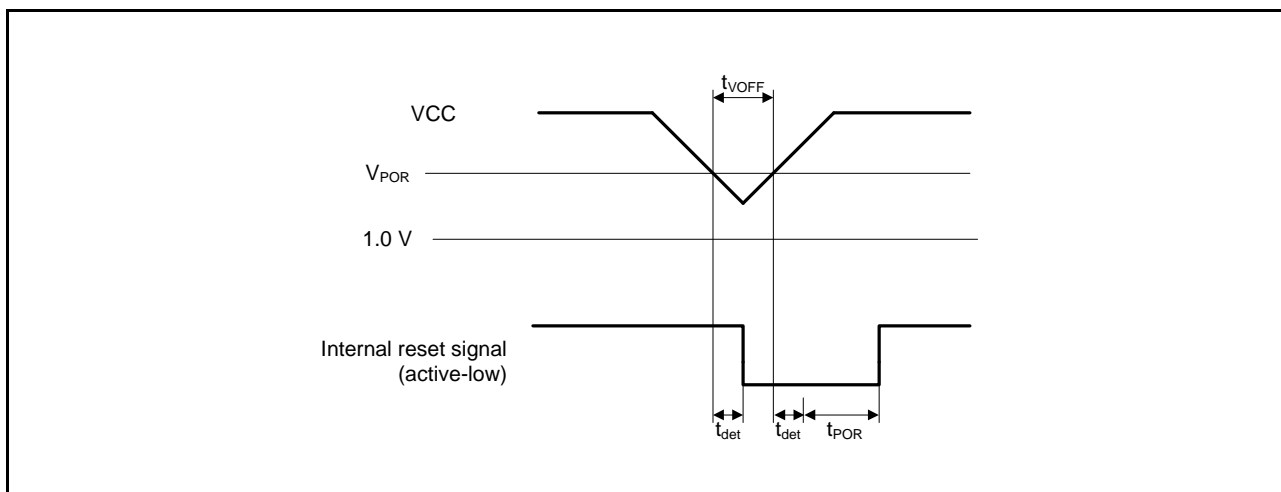 tVOFF
VCC
VPOR
1.0 V
Internal reset signal
(active-low)
tdet
tdet
tPOR